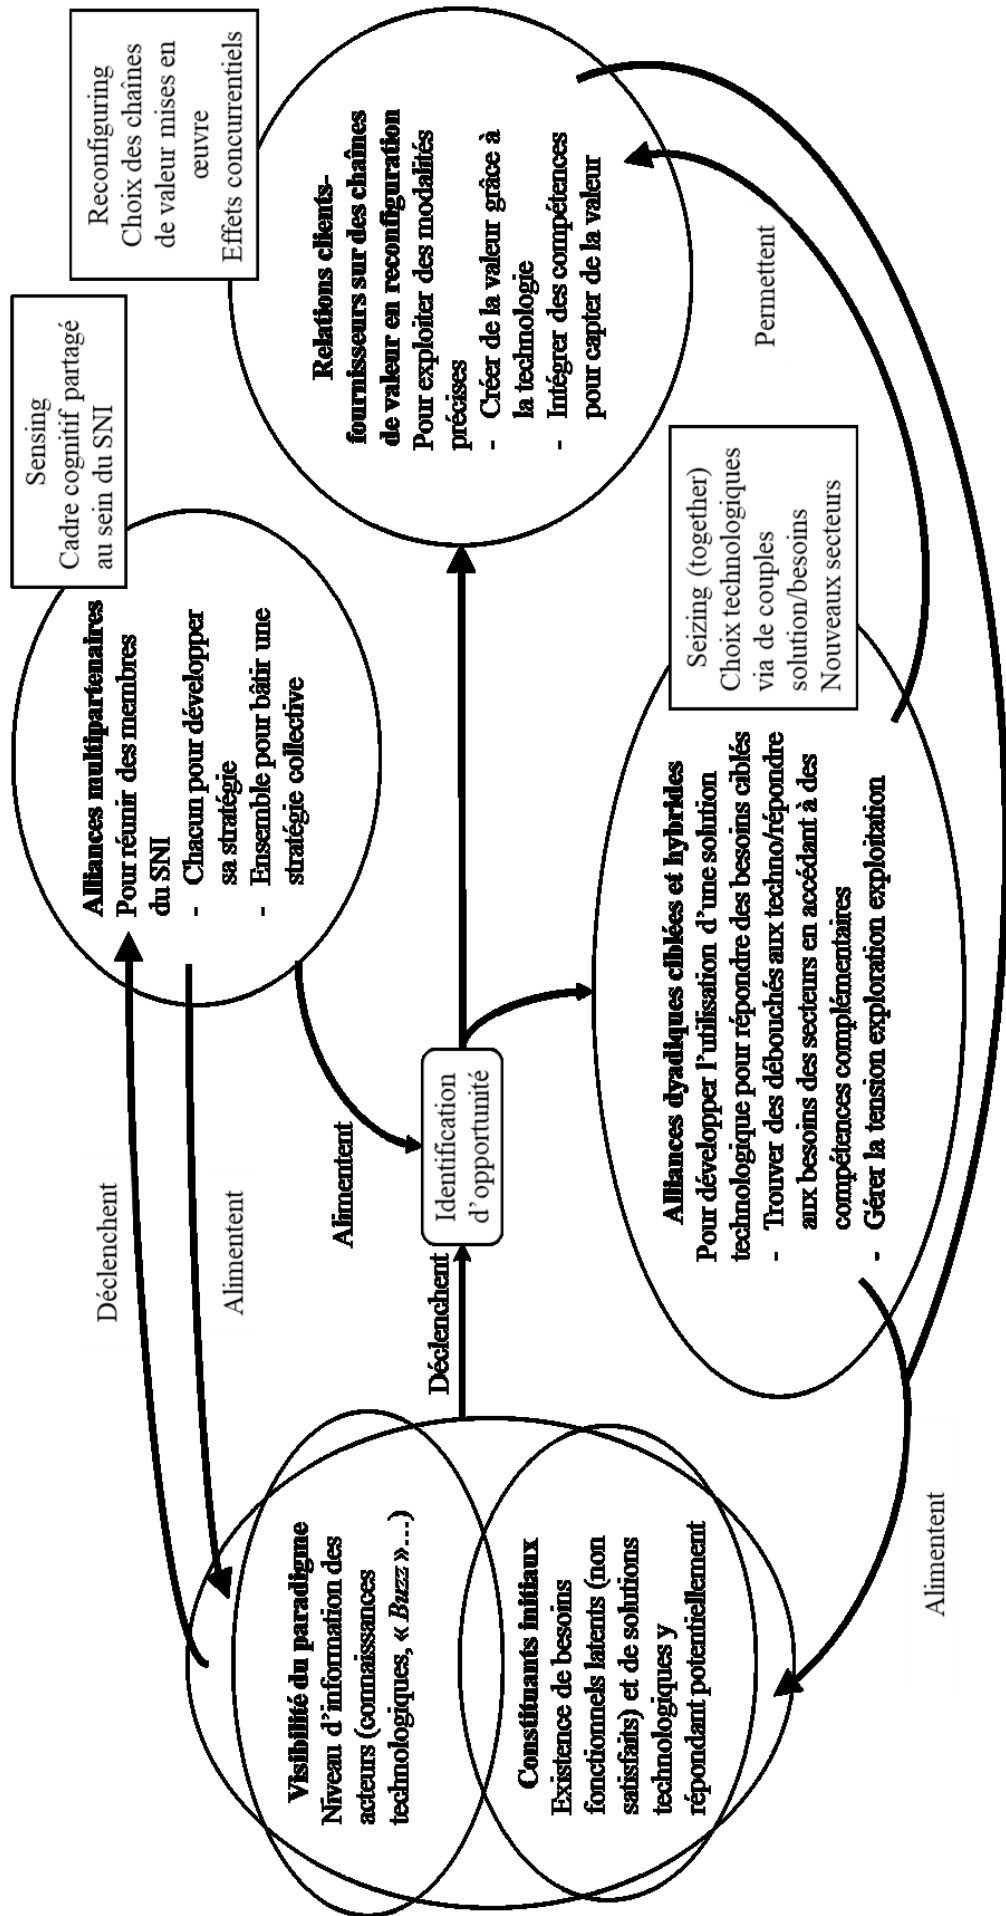 Visibilité du paradigme
Niveau d'information des
acteurs (connaissances
technologiques, « Buzz »…)
Constituants initiaux
Existence de besoins
fonctionnels latents (non
satisfaits) et de solutions
technologiques y
répondant potentiellement
Déclenchent
Alimentent
Déclenchent
Alimentent
Identification
d'opportunité
Alimentent
Alliances multipartenaires
Pour réunir des membres
du SNI
- Chacun pour développer
sa stratégie
- Ensemble pour bâtir une
stratégie collective
Sensing
Cadre cognitif partagé
au sein du SNI
Alliances dyadiques ciblées et hybrides
Pour développer l'utilisation d'une solution
technologique pour répondre des besoins ciblés
- Trouver des débouchés aux techno/répondre
aux besoins des secteurs en accédant à des
compétences complémentaires
- Gérer la tension exploration exploitation
Seizing (together)
Choix technologiques
via de couples
solution/besoins
Nouveaux secteurs
Permettent
Relations clients-
fournisseurs sur des chaînes
de valeur en reconfiguration
Pour exploiter des modalités
précises
- Créer de la valeur grâce à
la technologie
- Intégrer des compétences
pour capter de la valeur
Reconfiguring
Choix des chaînes
de valeur mises en
œuvre
Effets concurrentiels